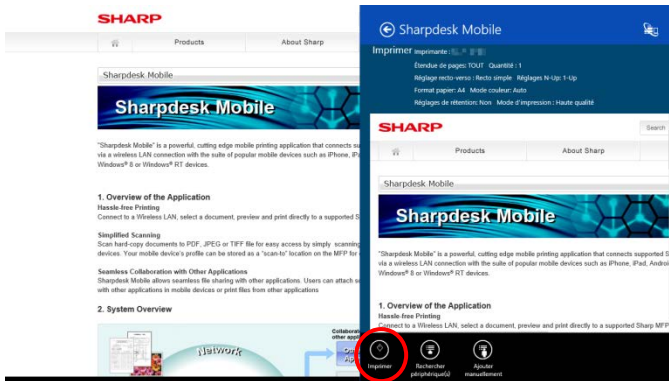 SHARP
Products
About Sharp
Sharpdesk Mobile
Sharpdesk Mobile
"Sharpdesk Mobile" is a powerful, cutting edge mobile printing application that connects su
via a wireless LAN connection with the suite of popular mobile devices such as iPhone, iPa
Windows® 8 or Windows® RT devices.
1. Overview of the Application
Hassle-free Printing
Connect to a Wireless LAN, select a document, preview and print directly to a supported S
Simplified Scanning
Scan hard-copy documents to PDF, JPEG or TIFF file for easy access by simply scanning
devices. Your mobile device's profile can be stored as a "scan-to" location on the MFP for
Seamless Collaboration with Other Applications
Sharpdesk Mobile allows seamless file sharing with other applications. Users can attach s
with other applications in mobile devices or print files from other applications
2. System Overview
Network
Collaborat
other appl
Sharpdesk Mobile
Imprimer Imprimante :
Étendue de pages: TOUT Quantité : 1
Réglage recto-verso : Recto simple Réglages N-Up: 1-Up
Format papier: A4 Mode couleur: Auto
Réglages de rétention: Non Mode d'impression : Haute qualité
SHARP
Search
Products
About Sharp
Sharpdesk Mobile
Sharpdesk Mobile
"Sharpdesk Mobile" is a powerful, cutting edge mobile printing application that connects supported S
via a wireless LAN connection with the suite of popular mobile devices such as iPhone, iPad, Androi
Windows® 8 or Windows® RT devices.
1. Overview of the Application
Hassle-free Printing
Connect to a Wireless LAN, select a document, preview and print directly to a supported Sharp MFP
Imprimer
Rechercher
périphérique(s)
Ajouter
manuellement